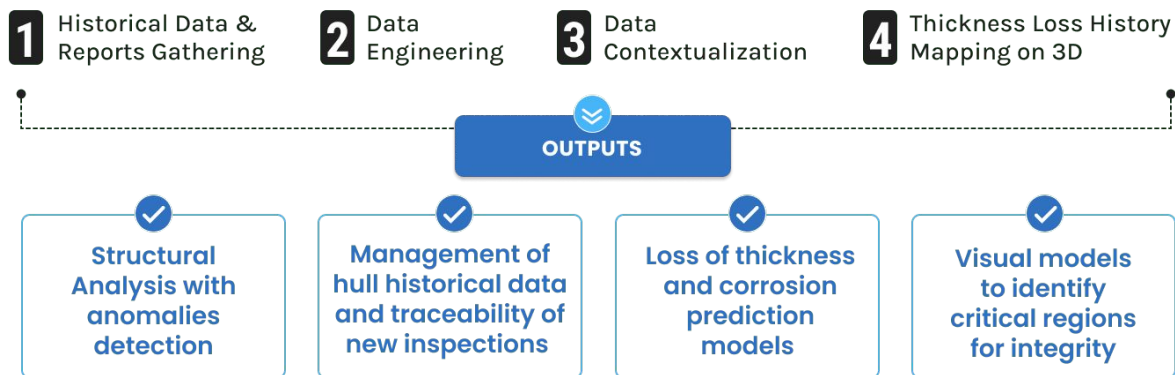 1 Historical Data &
Reports Gathering
2 Data
Engineering
3 Data
Contextualization
4 Thickness Loss History
Mapping on 3D
OUTPUTS
Structural
Analysis with
anomalies
detection
Management of
hull historical data
and traceability of
new inspections
Loss of thickness
and corrosion
prediction
models
Visual models
to identify
critical regions
for integrity